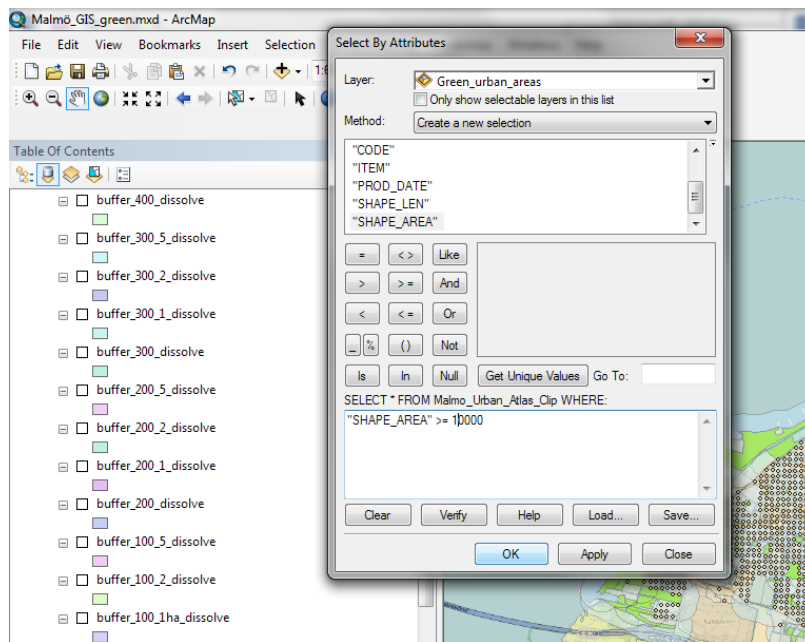 Malmö_GIS_green.mxd - ArcMap
File Edit View Bookmarks Insert Selection
Table Of Contents
buffer_400_dissolve
buffer_300_5_dissolve
buffer_300_2_dissolve
buffer_300_1_dissolve
buffer_300_dissolve
buffer_200_5_dissolve
buffer_200_2_dissolve
buffer_200_1_dissolve
buffer_200_dissolve
buffer_100_5_dissolve
buffer_100_2_dissolve
buffer_100_1ha_dissolve
Select By Attributes
Layer: Green_urban_areas
Only show selectable layers in this list
Method: Create a new selection
"CODE"
"ITEM"
"PROD_DATE"
"SHAPE_LEN"
"SHAPE_AREA"
= < > Like
> > = And
< < = Or
_ % ( ) Not
Is In Null Get Unique Values Go To:
SELECT * FROM Malmo_Urban_Atlas_Clip WHERE:
"SHAPE_AREA" >= 10000
Clear Verify Help Load... Save...
OK Apply Close